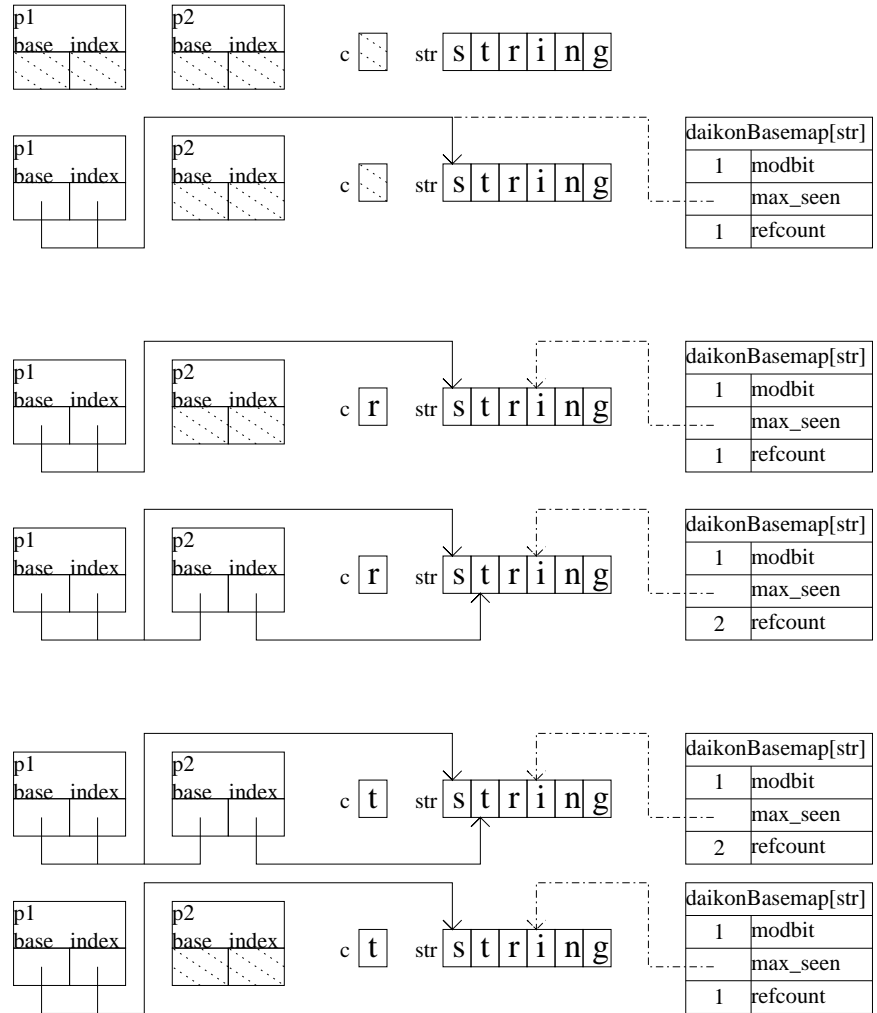 p1 p2
base index base index c str s t r i n g
daikonBasemap[str]
p1 p2 1 modbit
base index base index c str s t r i n g max_seen
1 refcount
daikonBasemap[str]
p1 p2 1 modbit
base index base index c r str s t r i n g max_seen
1 refcount
daikonBasemap[str]
p1 p2 1 modbit
base index base index c r str s t r i n g max_seen
2 refcount
daikonBasemap[str]
p1 p2 1 modbit
base index base index c t str s t r i n g max_seen
2 refcount
daikonBasemap[str]
p1 p2 1 modbit
base index base index c t str s t r i n g max_seen
1 refcount